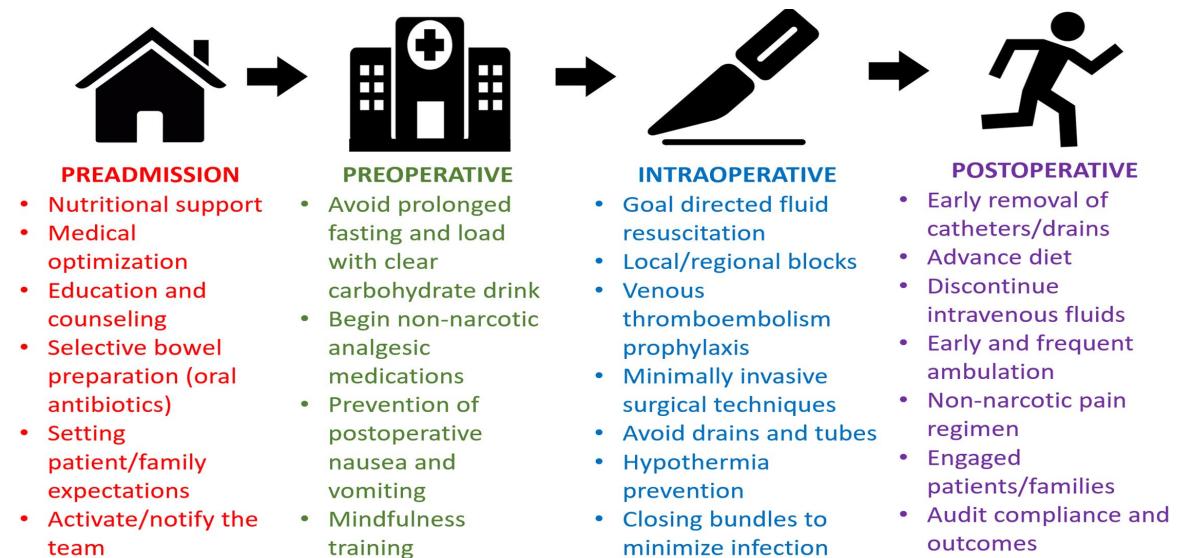 PREADMISSION
• Nutritional support
• Medical
optimization
• Education and
counseling
• Selective bowel
preparation (oral
antibiotics)
• Setting
patient/family
expectations
• Activate/notify the
team
PREOPERATIVE
• Avoid prolonged
fasting and load
with clear
carbohydrate drink
• Begin non-narcotic
analgesic
medications
• Prevention of
postoperative
nausea and
vomiting
• Mindfulness
training
INTRAOPERATIVE
• Goal directed fluid
resuscitation
• Local/regional blocks
• Venous
thromboembolism
prophylaxis
• Minimally invasive
surgical techniques
• Avoid drains and tubes
• Hypothermia
prevention
• Closing bundles to
minimize infection
POSTOPERATIVE
• Early removal of
catheters/drains
• Advance diet
• Discontinue
intravenous fluids
• Early and frequent
ambulation
• Non-narcotic pain
regimen
• Engaged
patients/families
• Audit compliance and
outcomes